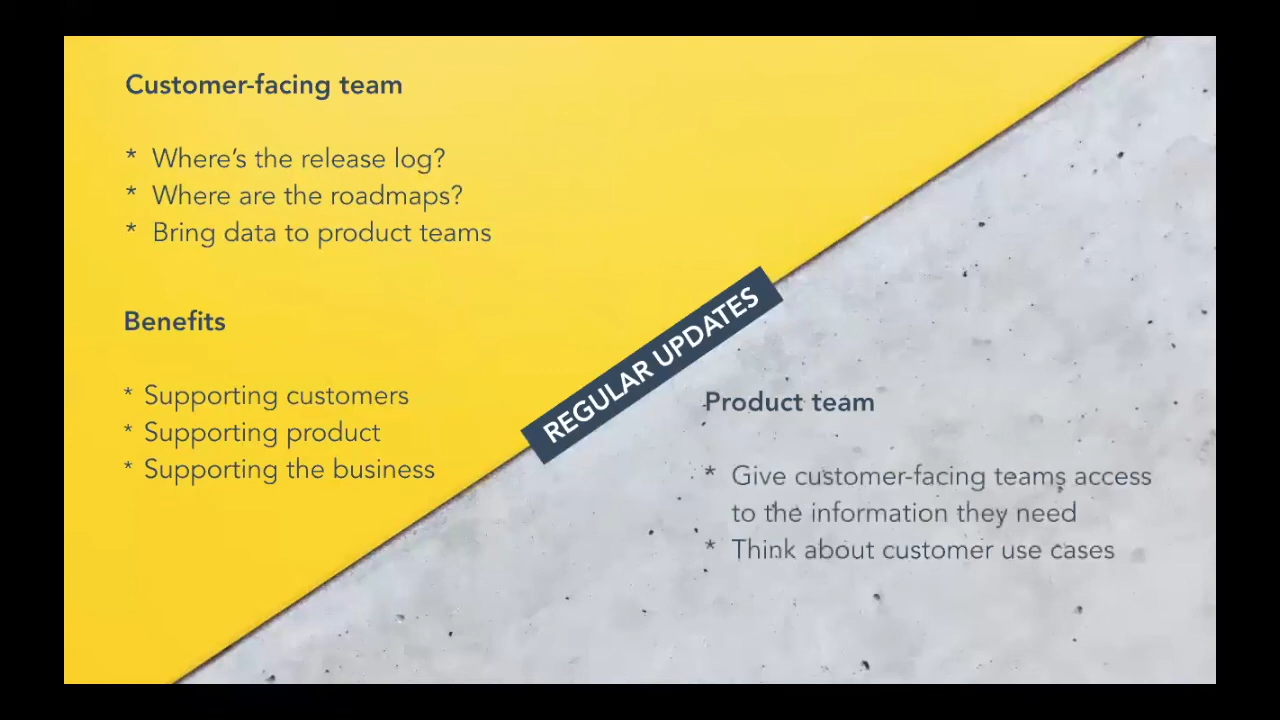 Customer-facing team
* Where's the release log?
* Where are the roadmaps?
* Bring data to product teams
Benefits
* Supporting customers
* Supporting product
* Supporting the business
REGULAR UPDATES
Product team
* Give customer-facing teams access
to the information they need
* Think about customer use cases